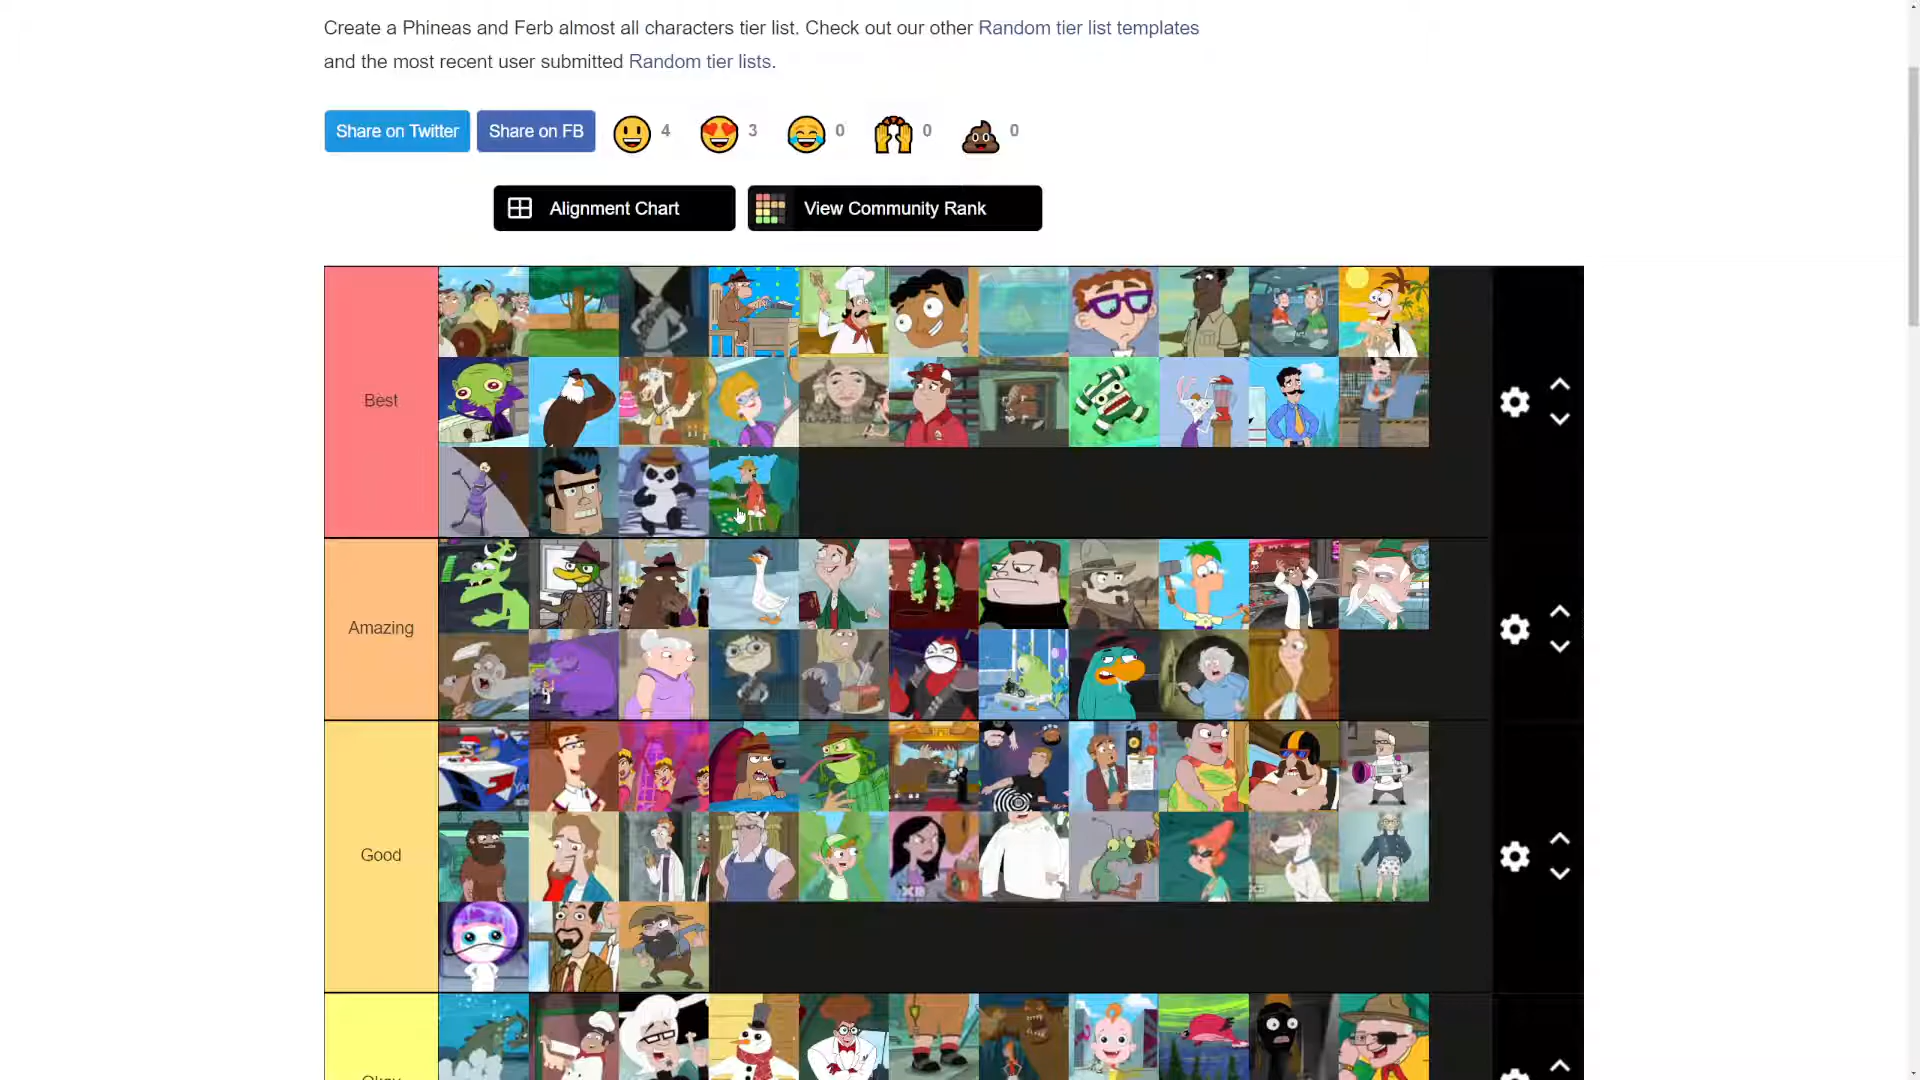 Create a Phineas and Ferb almost all characters tier list. Check out our other Random tier list templates
and the most recent user submitted Random tier lists.
Share on Twitter
Share on FB
4
3
0
0
0
Alignment Chart
View Community Rank
Best
Amazing
Good